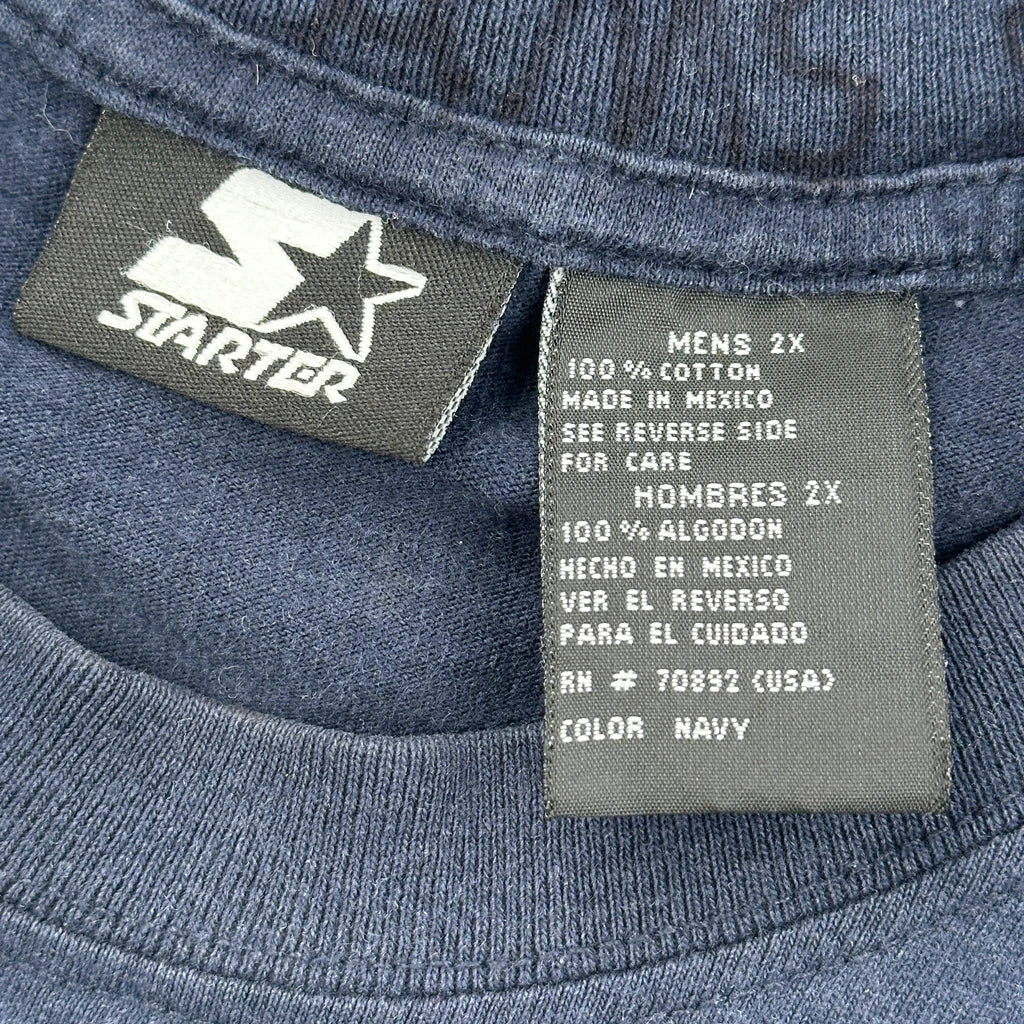 STARTER
MENS 2X
100% COTTON
MADE IN MEXICO
SEE REVERSE SIDE
FOR CARE
HOMBRES 2X
100% ALGODON
HECHO EN MEXICO
VER EL REVERSO
PARA EL CUIDADO
RN # 70892 (USA)
COLOR NAVY